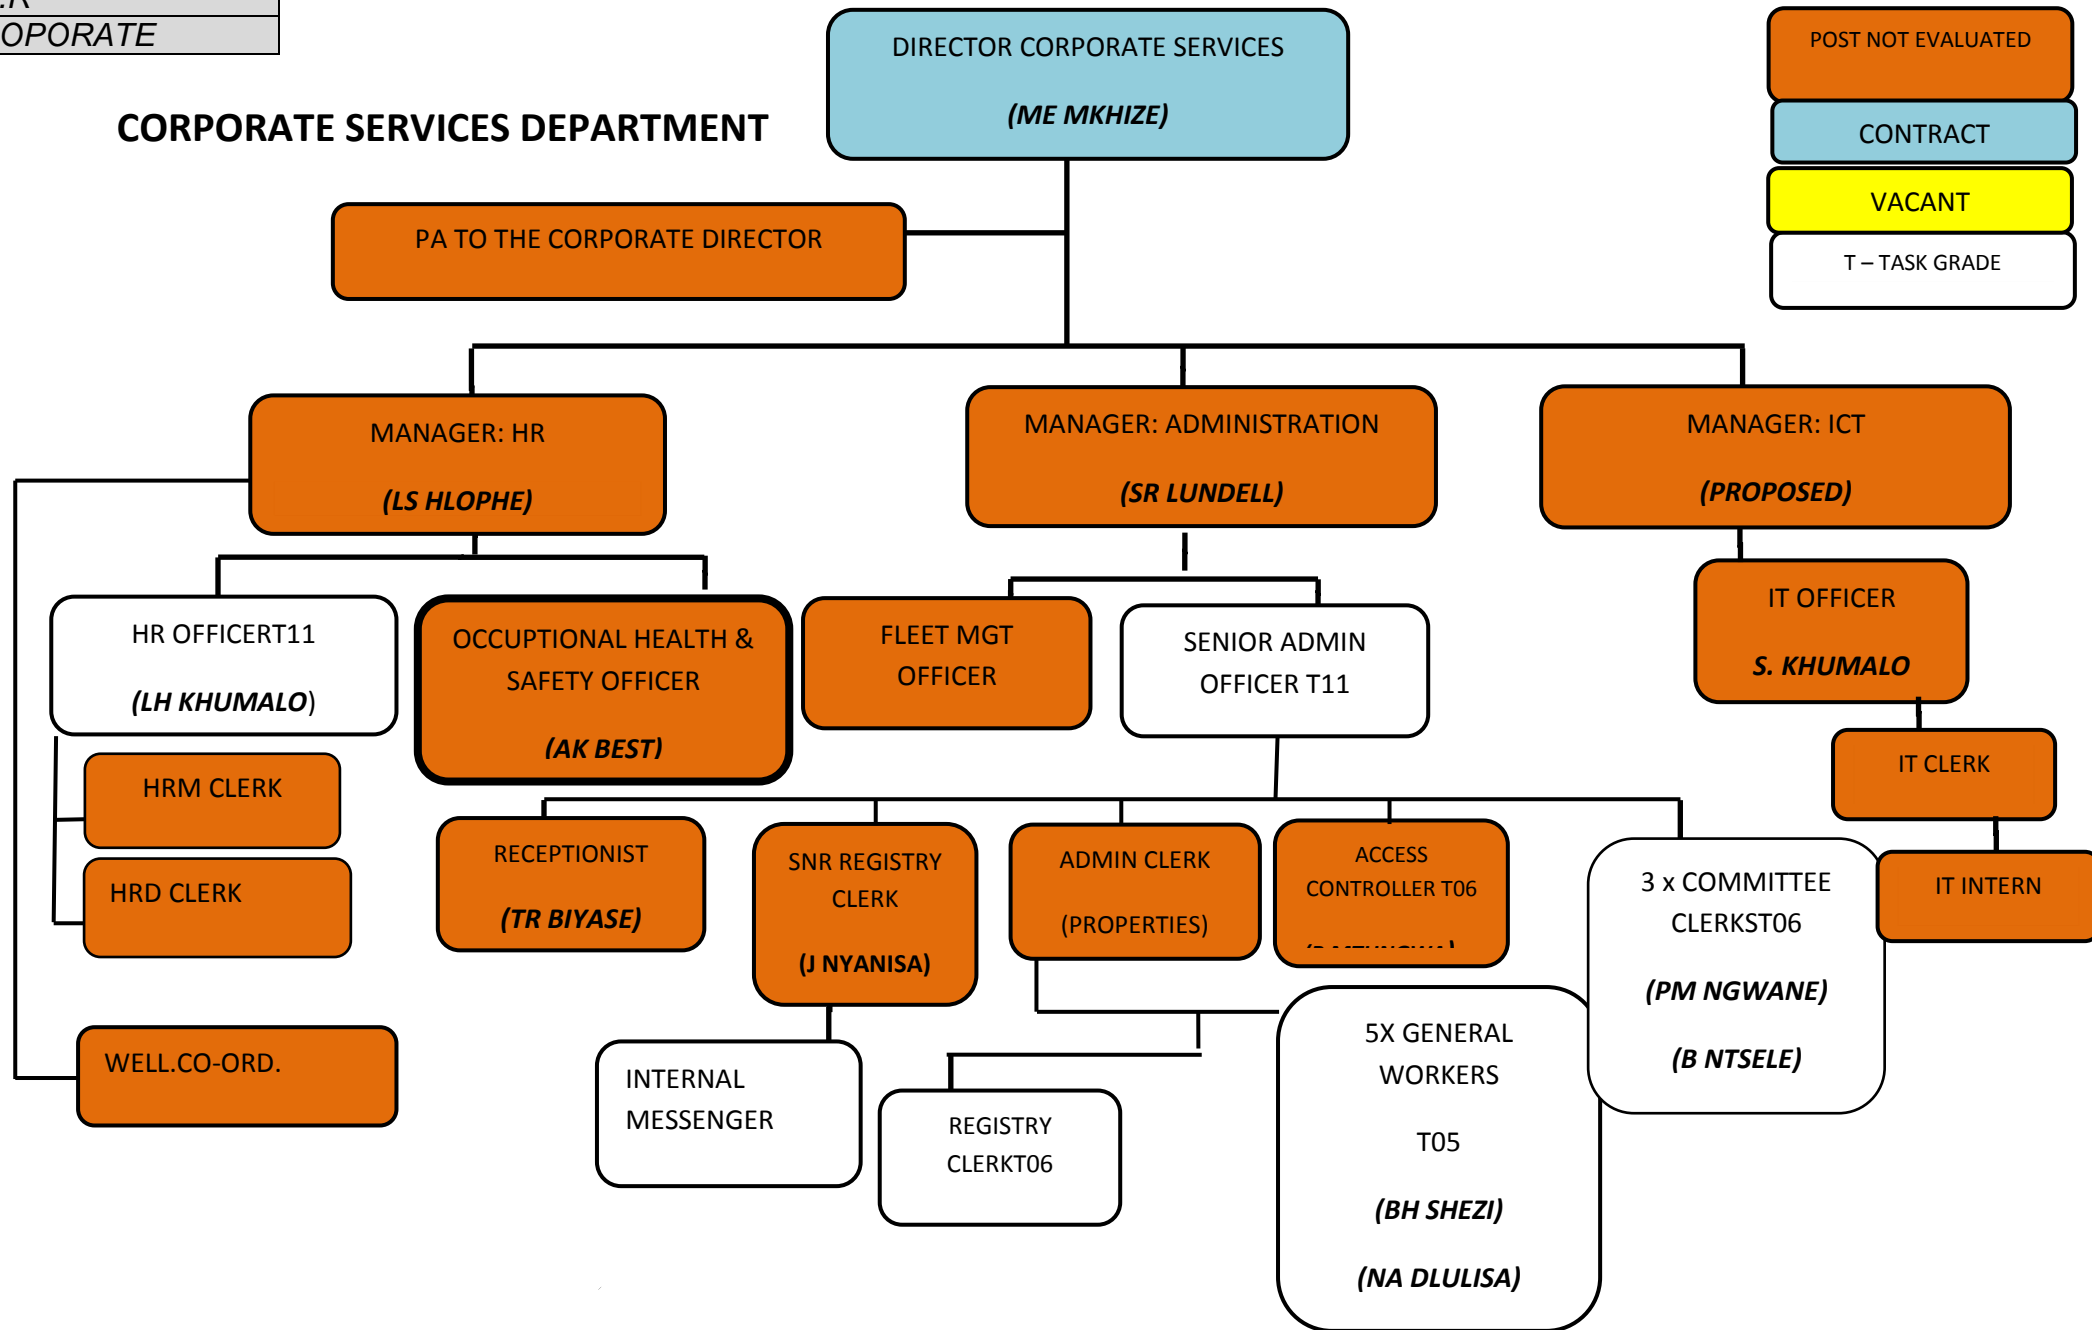 OPORATE
DIRECTOR CORPORATE SERVICES
(ME MKHIZE)
CORPORATE SERVICES DEPARTMENT
POST NOT EVALUATED
CONTRACT
VACANT
T – TASK GRADE
PA TO THE CORPORATE DIRECTOR
MANAGER: HR
(LS HLOPHE)
MANAGER: ADMINISTRATION
(SR LUNDELL)
MANAGER: ICT
(PROPOSED)
HR OFFICERT11
(LH KHUMALO)
OCCUPTIONAL HEALTH &
SAFETY OFFICER
(AK BEST)
FLEET MGT
OFFICER
SENIOR ADMIN
OFFICER T11
IT OFFICER
S. KHUMALO
HRM CLERK
HRD CLERK
IT CLERK
RECEPTIONIST
(TR BIYASE)
SNR REGISTRY
CLERK
(J NYANISA)
ADMIN CLERK
(PROPERTIES)
ACCESS
CONTROLLER T06
3 x COMMITTEE
CLERKST06
(PM NGWANE)
(B NTSELE)
IT INTERN
WELL.CO-ORD.
INTERNAL
MESSENGER
REGISTRY
CLERKT06
5X GENERAL
WORKERS
T05
(BH SHEZI)
(NA DLULISA)